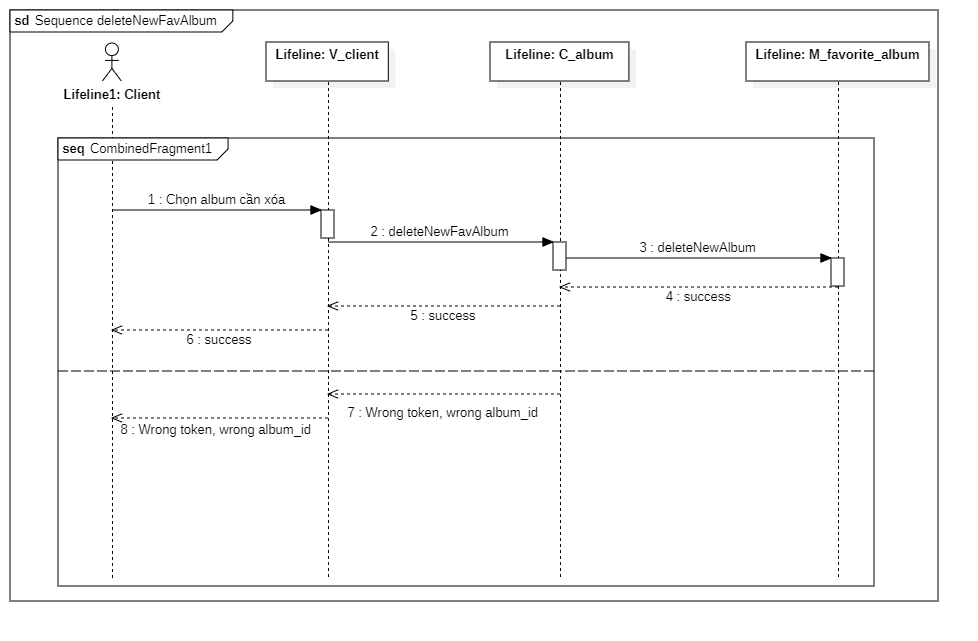 sd Sequence deleteNewFavAlbum
Lifeline1: Client
Lifeline: V_client
Lifeline: C_album
Lifeline: M_favorite_album
seq CombinedFragment1
1 : Chọn album cần xóa
2 : deleteNewFavAlbum
3 : deleteNewAlbum
4 : success
5 : success
6 : success
7 : Wrong token, wrong album_id
8 : Wrong token, wrong album_id